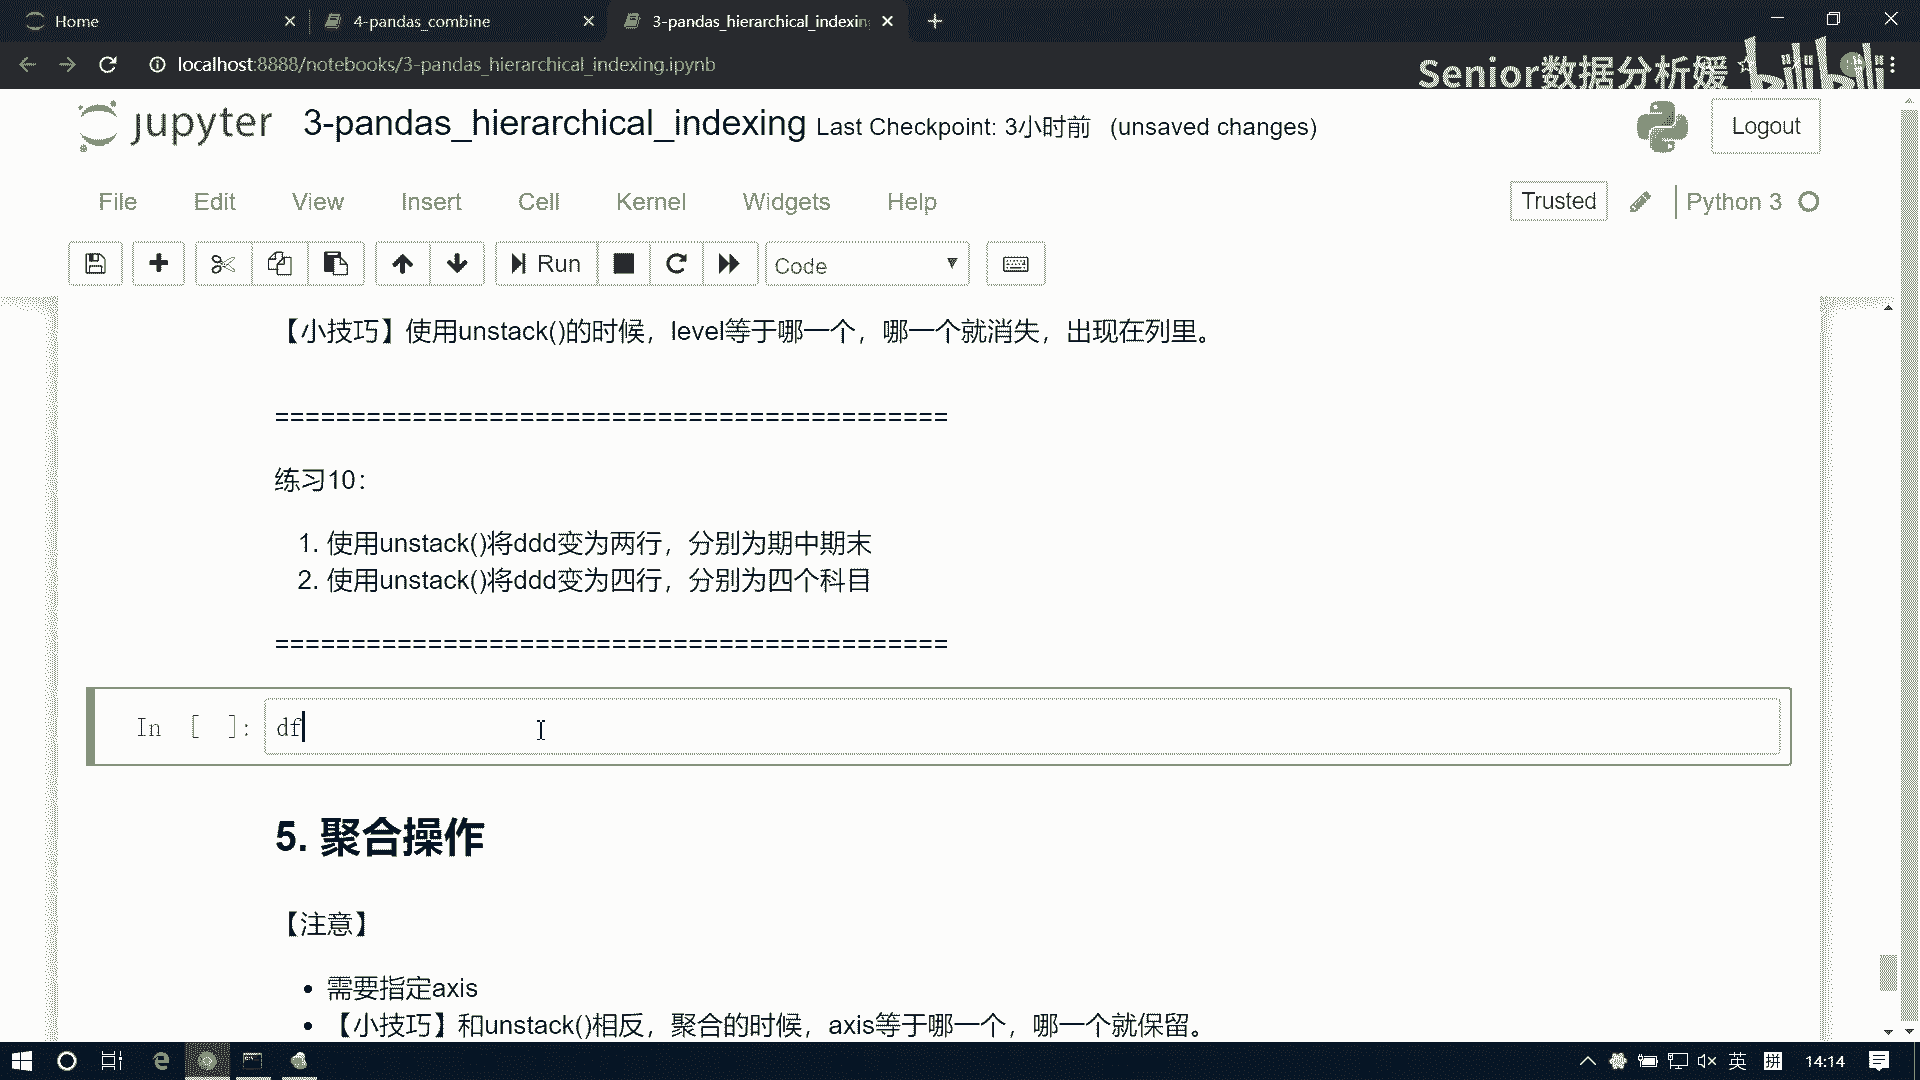 Home
4-pandas_combine
3-pandas_hierarchical_indexin
localhost:8888/notebooks/3-pandas_hierarchical_indexing.ipynb
Senior数据分析媛
bilibili
jupyter
3-pandas_hierarchical_indexing Last Checkpoint: 3小时前 (unsaved changes)
Logout
File Edit View Insert Cell Kernel Widgets Help
Trusted
Python 3
Run
Code
【小技巧】使用unstack()的时候，level等于哪一个，哪一个就消失，出现在列里。
============================================
练习10：
1. 使用unstack()将ddd变为两行，分别为期中期末
2. 使用unstack()将ddd变为四行，分别为四个科目
============================================
In [ ]: df
5. 聚合操作
【注意】
• 需要指定axis
• 【小技巧】和unstack()相反，聚合的时候，axis等于哪一个，哪一个就保留。
英
拼
14:14